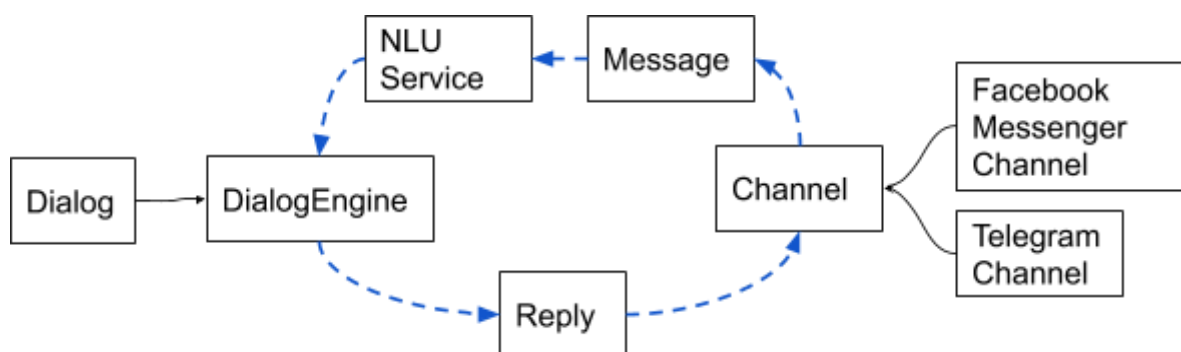 NLU
Service
Message
Facebook
Messenger
Channel
Dialog
DialogEngine
Channel
Telegram
Channel
Reply